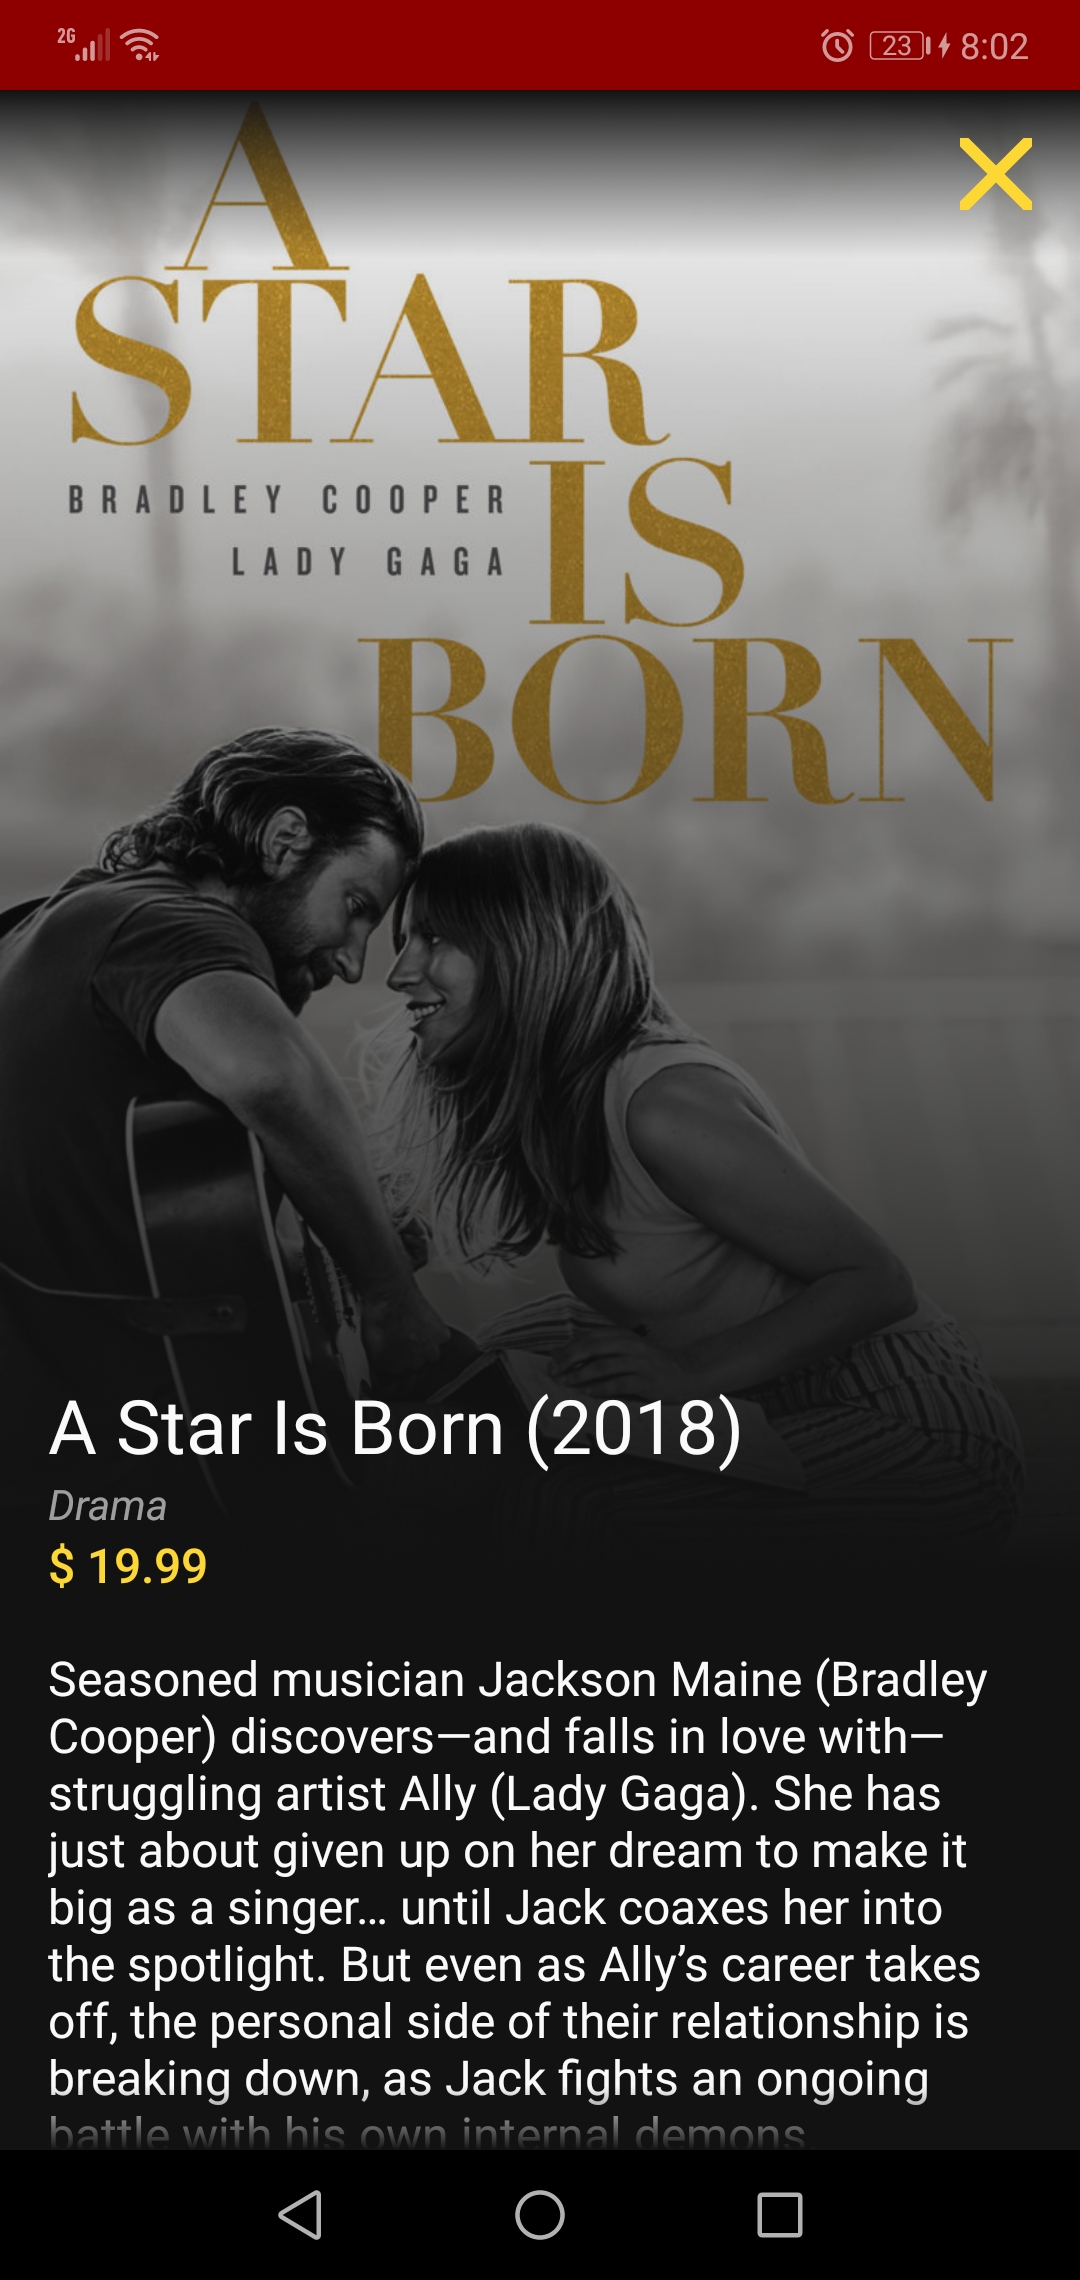 2G
23
8:02
A
STAR
IS
BRADLEY COOPER
LADY GAGA
BORN
A Star Is Born (2018)
Drama
$ 19.99
Seasoned musician Jackson Maine (Bradley
Cooper) discovers—and falls in love with—
struggling artist Ally (Lady Gaga). She has
just about given up on her dream to make it
big as a singer... until Jack coaxes her into
the spotlight. But even as Ally’s career takes
off, the personal side of their relationship is
breaking down, as Jack fights an ongoing
battle with his own internal demons.